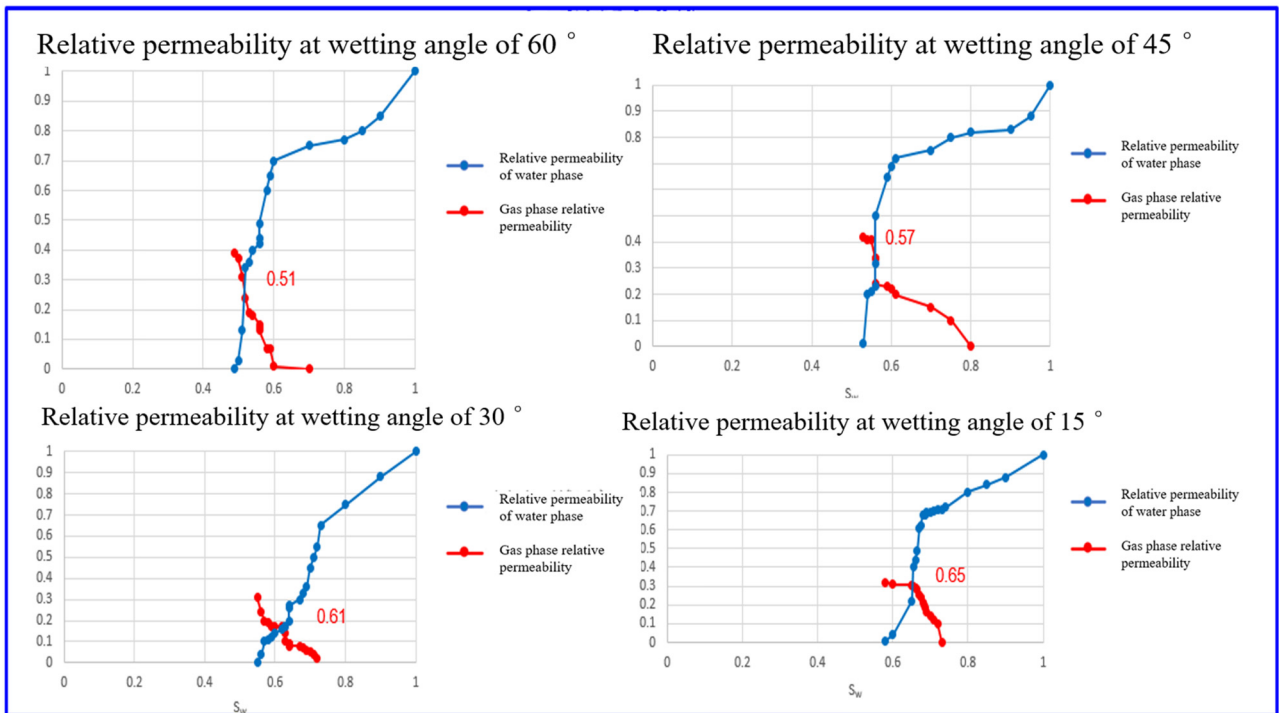 Relative permeability at wetting angle of 60 °
1
0.9
0.8
0.7
0.6
0.5
0.4
0.3
0.2
0.1
0
0 0.2 0.4 0.6 0.8 1
0.51
Relative permeability
of water phase
Gas phase relative
permeability
Relative permeability at wetting angle of 45 °
1
0.9
0.8
0.4
0.3
0.2
0.1
0
0 0.2 0.4 0.6 0.8 1
0.57
Relative permeability
of water phase
Gas phase relative
permeability
Relative permeability at wetting angle of 30 °
1
0.9
0.8
0.7
0.6
0.5
0.4
0.3
0.2
0.1
0
0 0.2 0.4 0.6 0.8 1
Sw
0.61
Relative permeability
of water phase
Gas phase relative
permeability
Relative permeability at wetting angle of 15 °
1
0.9
0.8
0.7
0.6
0.5
0.4
0.3
0.2
0.1
0
0 0.2 0.4 0.6 0.8 1
Sw
0.65
Relative permeability
of water phase
Gas phase relative
permeability